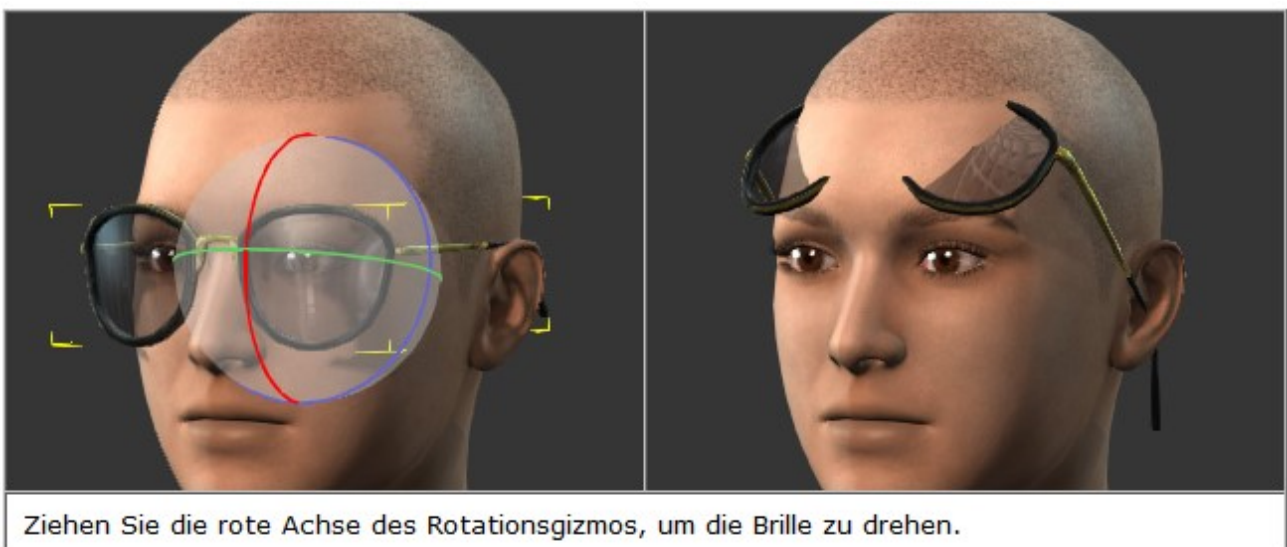 Ziehen Sie die rote Achse des Rotationsgizmos, um die Brille zu drehen.